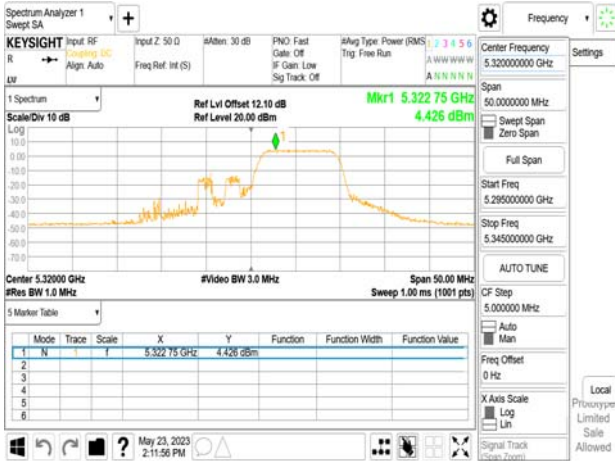 Spectrum Analyzer 1
Swept SA
Frequency
KEYSIGHT
Input: RF
Coupling: DC
Align: Auto
Input Z: 50 Ω
Freq Ref: Int (S)
#Atten: 30 dB
PNO: Fast
Gate: Off
IF Gain: Low
Sig Track: Off
#Avg Type: Power (RMS
Trig: Free Run
1 2 3 4 5 6
A W W W W W
A N N N N N
R
LXI
1 Spectrum
Scale/Div 10 dB
Ref Lvl Offset 12.10 dB
Ref Level 20.00 dBm
Mkr1 5.322 75 GHz
4.426 dBm
Log
10.0
0.00
-10.0
-20.0
-30.0
-40.0
-50.0
-60.0
-70.0
1
Center 5.32000 GHz
#Res BW 1.0 MHz
#Video BW 3.0 MHz
Span 50.00 MHz
Sweep 1.00 ms (1001 pts)
5 Marker Table
Mode Trace Scale X Y Function Function Width Function Value
1 N 1 f 5.322 75 GHz 4.426 dBm
2
3
4
5
6
May 23, 2023
2:11:56 PM
Center Frequency
5.320000000 GHz
Settings
Span
50.0000000 MHz
Swept Span
Zero Span
Full Span
Start Freq
5.295000000 GHz
Stop Freq
5.345000000 GHz
AUTO TUNE
CF Step
5.000000 MHz
Auto
Man
Freq Offset
0 Hz
X Axis Scale
Log
Lin
Signal Track
(Span Zoom)
Local
Prototype
Limited
Sale
Allowed